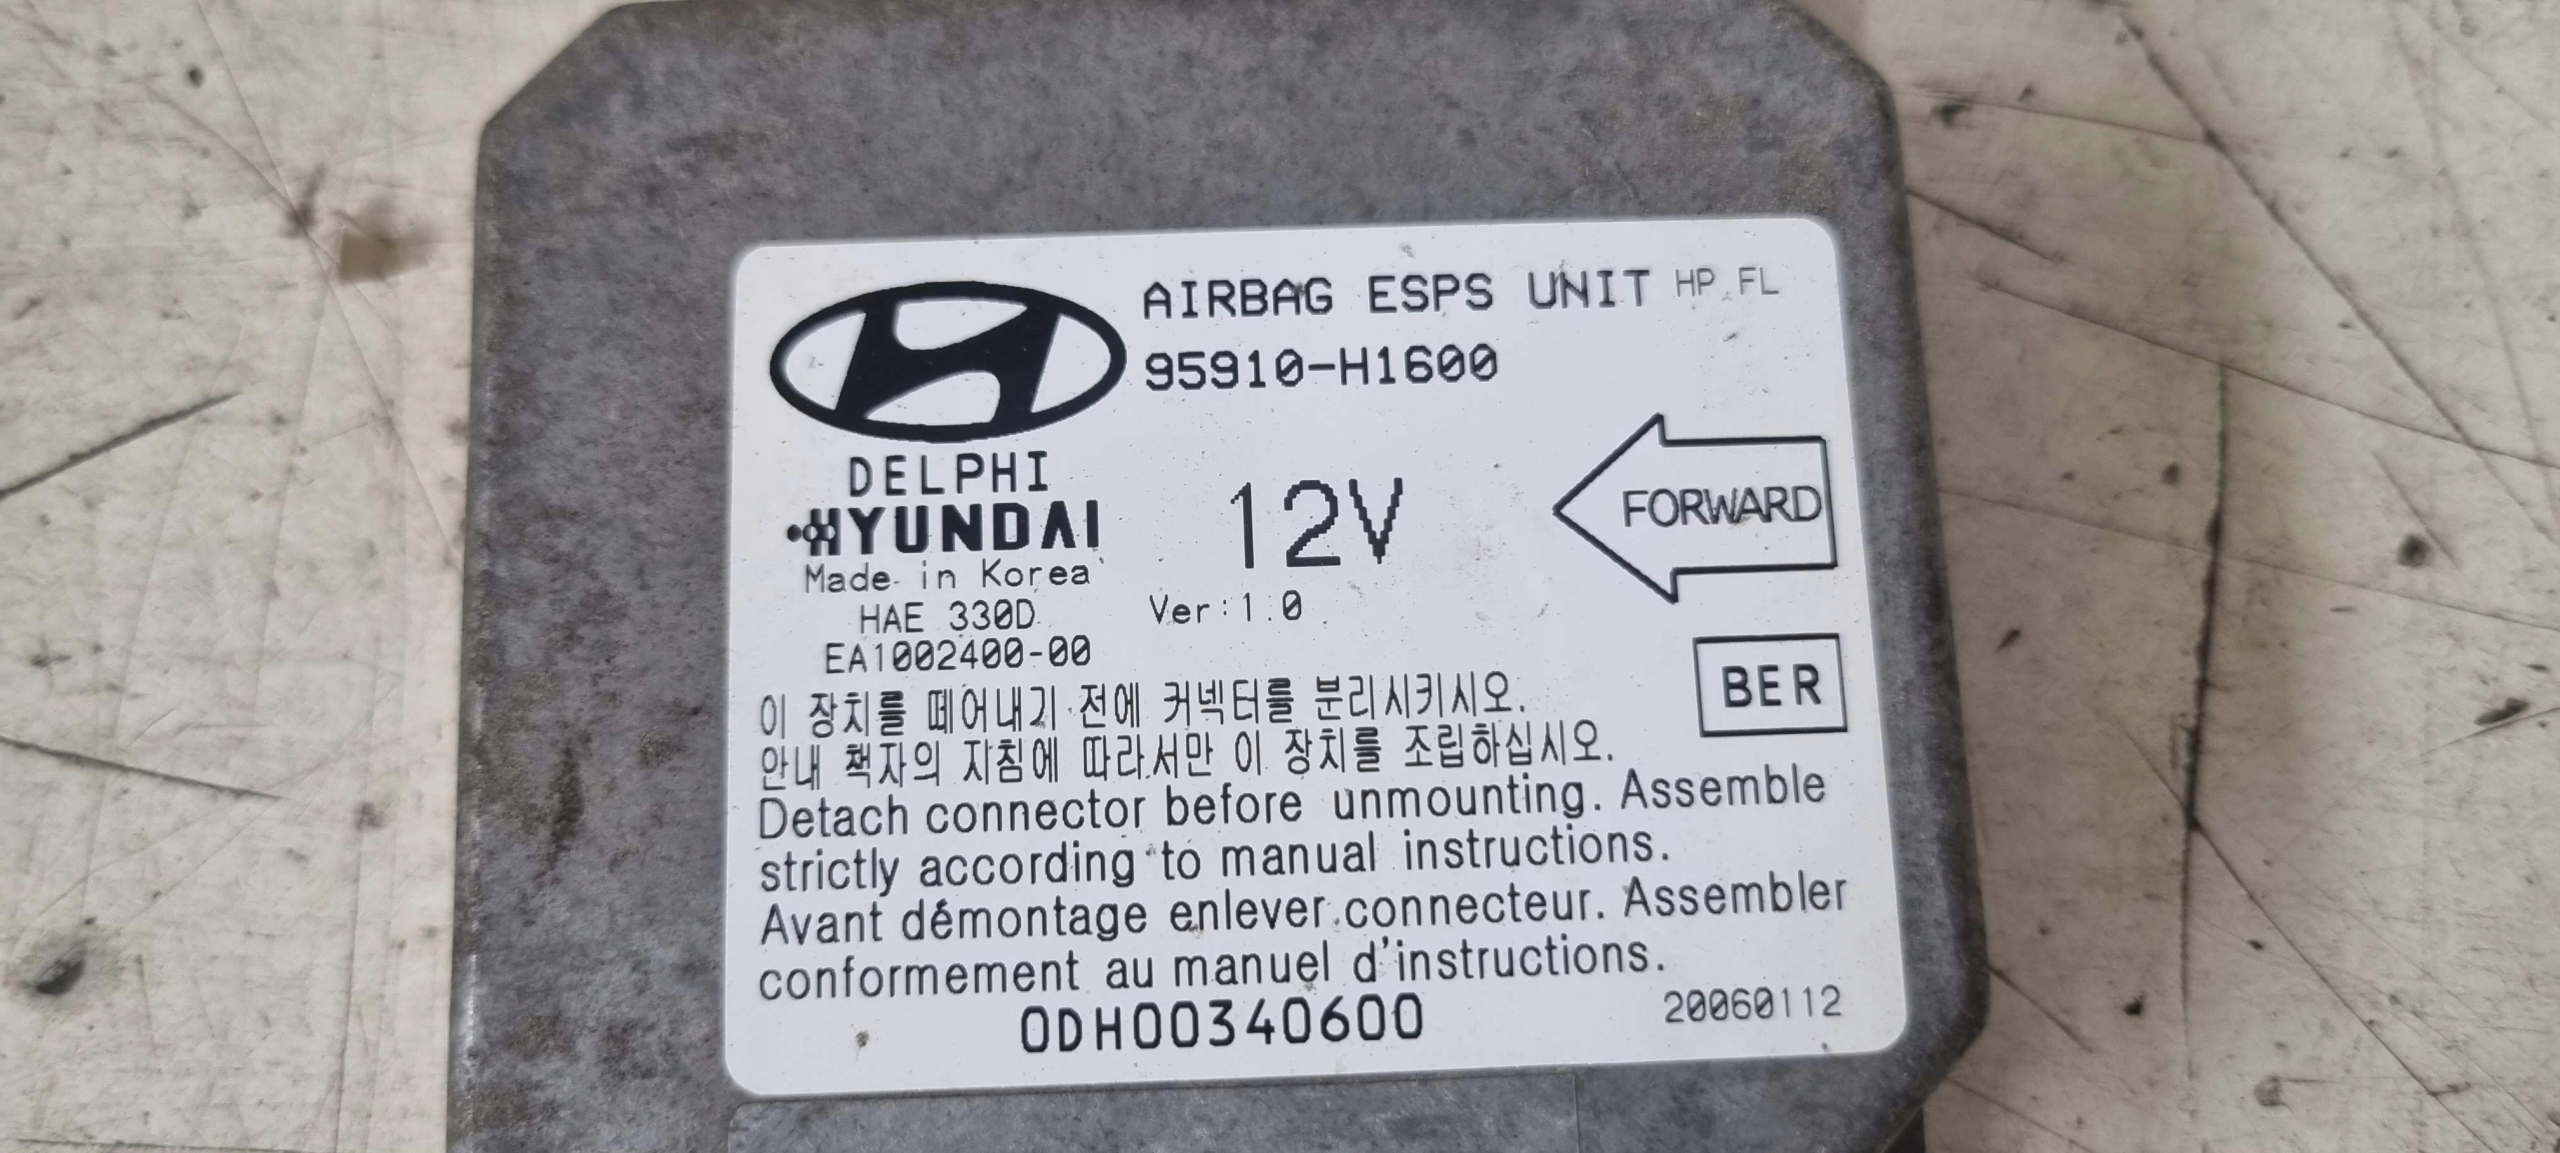 AIRBAG ESPS UNIT HP FL
95910-H1600
DELPHI
HYUNDAI
12V
FORWARD
Made in Korea
HAE 330D
Ver:1.0
EA1002400-00
BER
이 장치를 떼어내기 전에 커넥터를 분리시키시오.
안내 책자의 지침에 따라서만 이 장치를 조립하십시오.
Detach connector before unmounting. Assemble
strictly according to manual instructions.
Avant démontage enlever connecteur. Assembler
conformement au manuel d'instructions.
0DH00340600
20060112